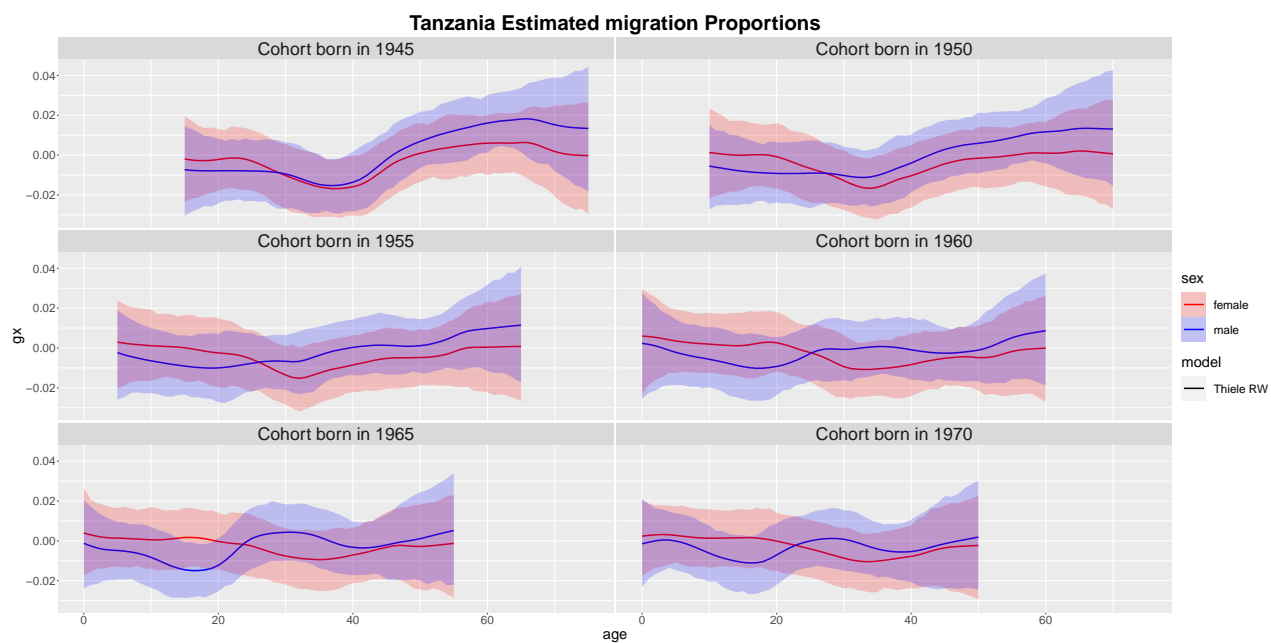 Tanzania Estimated migration Proportions
Cohort born in 1945
Cohort born in 1950
0.04
0.02
0.00
−0.02
Cohort born in 1955
Cohort born in 1960
0.04
0.02
0.00
−0.02
Cohort born in 1965
Cohort born in 1970
0.04
0.02
0.00
−0.02
0
20
40
60
0
20
40
60
age
gx
sex
female
male
model
Thiele RW